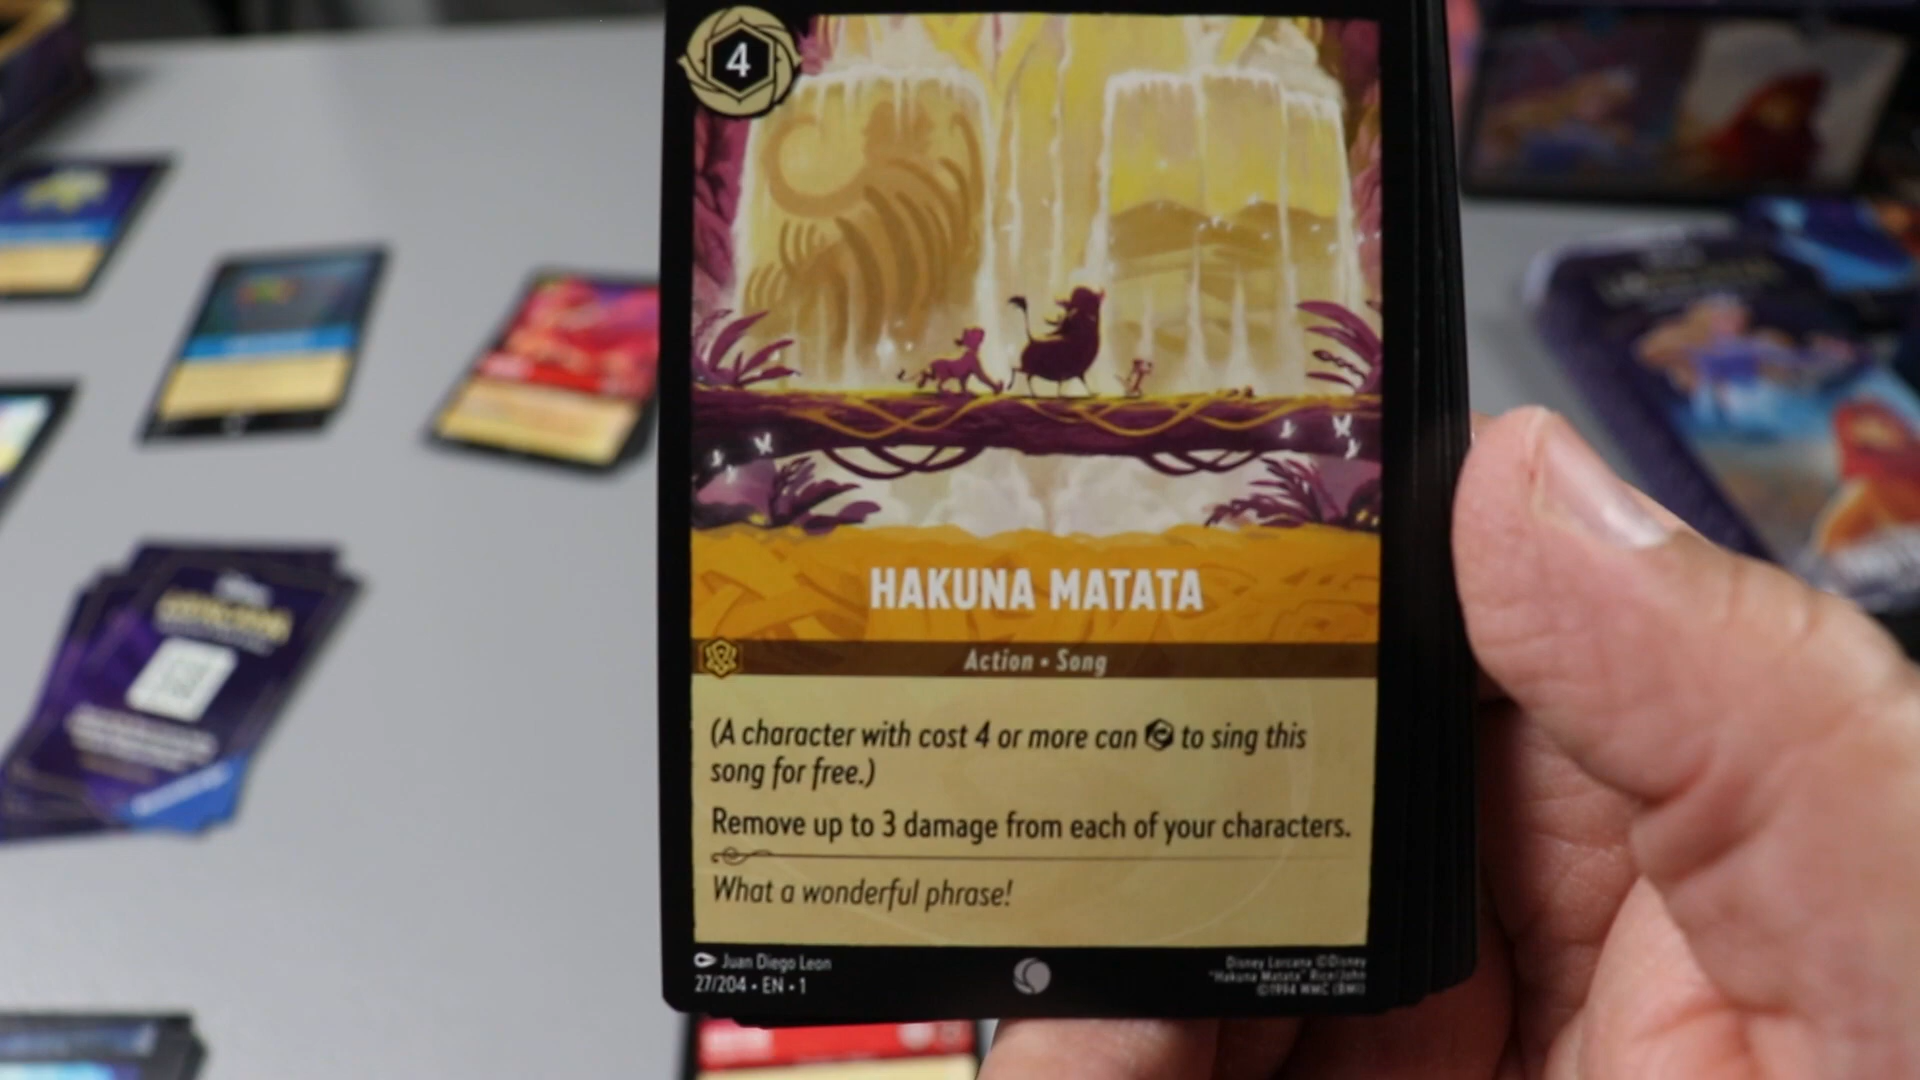 4
HAKUNA MATATA
Action • Song
(A character with cost 4 or more can to sing this
song for free.)
Remove up to 3 damage from each of your characters.
What a wonderful phrase!
Juan Diego Leon
27/204 • EN • 1
Disney Lorcana ©Disney
"Hakuna Matata" Rice/John
©1994 WMC (BMI)